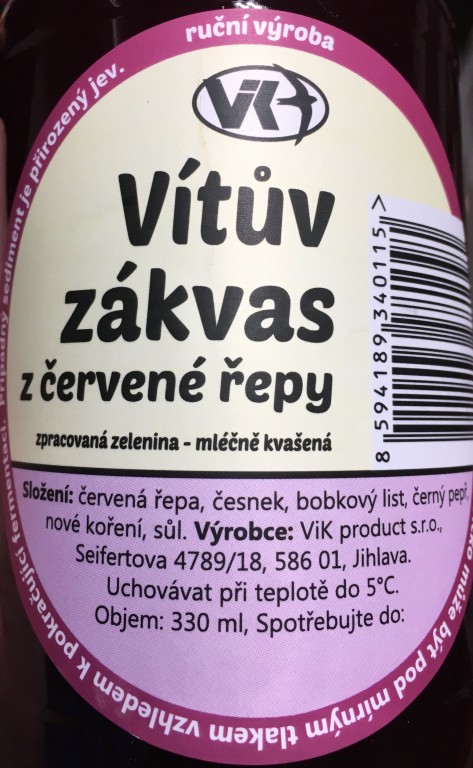 ruční výroba
ViK
Vítův
zákvas
z červené řepy
zpracovaná zelenina - mléčně kvašená
Složení: červená řepa, česnek, bobkový list, černý pepř,
nové koření, sůl. Výrobce: ViK product s.r.o.,
Seifertova 4789/18, 586 01, Jihlava.
Uchovávat při teplotě do 5°C.
Objem: 330 ml, Spotřebujte do:
může být pod mírným tlakem vzhledem k pokračující fermentaci. Případný sediment je přirozený jev.
8 594189 340115 >